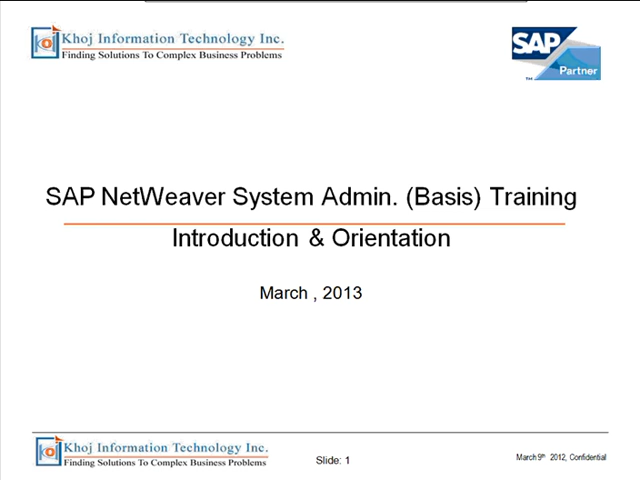 Khoj Information Technology Inc.
Finding Solutions To Complex Business Problems
SAP
Partner
SAP NetWeaver System Admin. (Basis) Training
Introduction & Orientation
March , 2013
Khoj Information Technology Inc.
Finding Solutions To Complex Business Problems
Slide: 1
March 9th 2012, Confidential